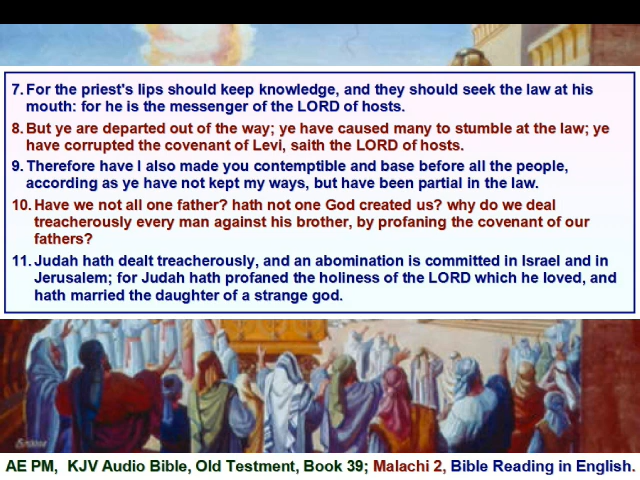 7. For the priest's lips should keep knowledge, and they should seek the law at his
mouth: for he is the messenger of the LORD of hosts.
8. But ye are departed out of the way; ye have caused many to stumble at the law; ye
have corrupted the covenant of Levi, saith the LORD of hosts.
9. Therefore have I also made you contemptible and base before all the people,
according as ye have not kept my ways, but have been partial in the law.
10. Have we not all one father? hath not one God created us? why do we deal
treacherously every man against his brother, by profaning the covenant of our
fathers?
11. Judah hath dealt treacherously, and an abomination is committed in Israel and in
Jerusalem; for Judah hath profaned the holiness of the LORD which he loved, and
hath married the daughter of a strange god.
AE PM, KJV Audio Bible, Old Testment, Book 39; Malachi 2, Bible Reading in English.